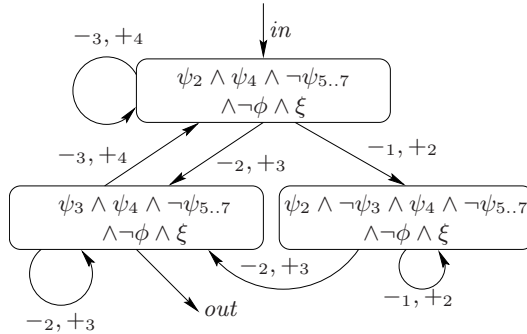 in
−3, +4
ψ2 ∧ ψ4 ∧ ¬ψ5..7
∧¬ϕ ∧ ξ
−3, +4
−2, +3
−1, +2
ψ3 ∧ ψ4 ∧ ¬ψ5..7
∧¬ϕ ∧ ξ
ψ2 ∧ ¬ψ3 ∧ ψ4 ∧ ¬ψ5..7
∧¬ϕ ∧ ξ
−2, +3
−2, +3
out
−1, +2